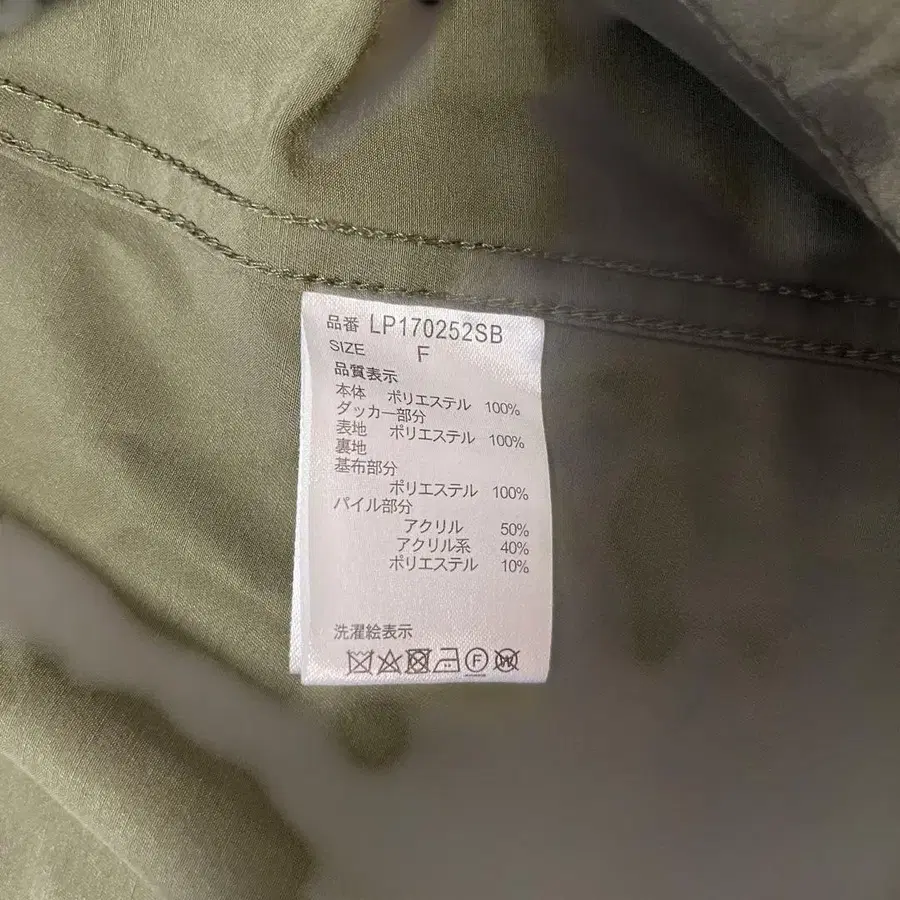 品番 LP170252SB
SIZE F
品質表示
本体 ポリエステル 100%
ダッカー部分
表地 ポリエステル 100%
裏地
基布部分
ポリエステル 100%
パイル部分
アクリル 50%
アクリル系 40%
ポリエステル 10%
洗濯絵表示
F W